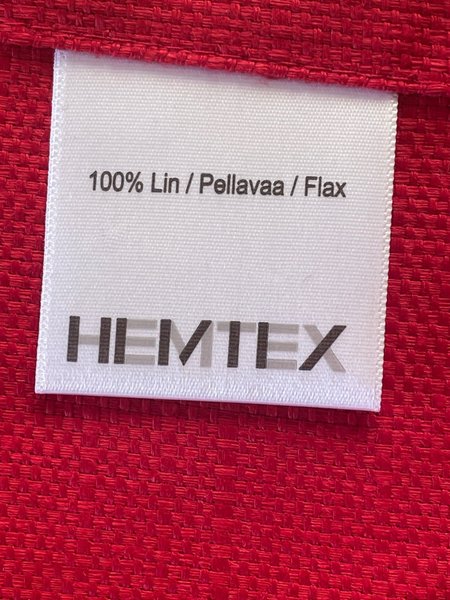 100% Lin / Pellavaa / Flax
HEMTEX